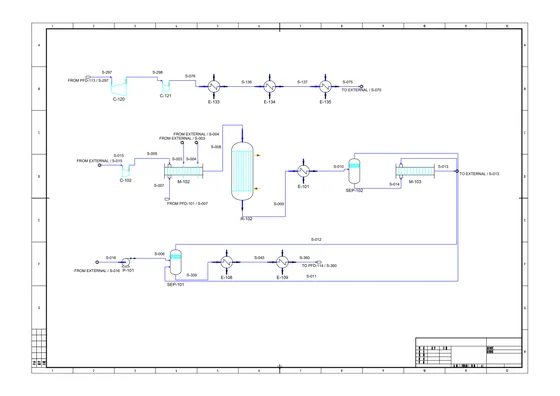 S-297
S-298
S-079
S-136
S-137
S-075
FROM PFD-113 / S-297
TO EXTERNAL / S-075
C-120
C-121
E-133
E-134
E-135
FROM EXTERNAL / S-004
FROM EXTERNAL / S-003
S-008
S-015
S-005
S-003
S-004
FROM EXTERNAL / S-015
S-010
S-013
C-102
M-102
E-101
SEP-102
M-103
TO EXTERNAL / S-013
S-007
S-014
FROM PFD-101 / S-007
S-009
R-102
S-012
S-016
S-006
S-043
S-360
FROM EXTERNAL / S-016
P-101
TO PFD-114 / S-360
S-359
E-108
E-109
S-011
SEP-101